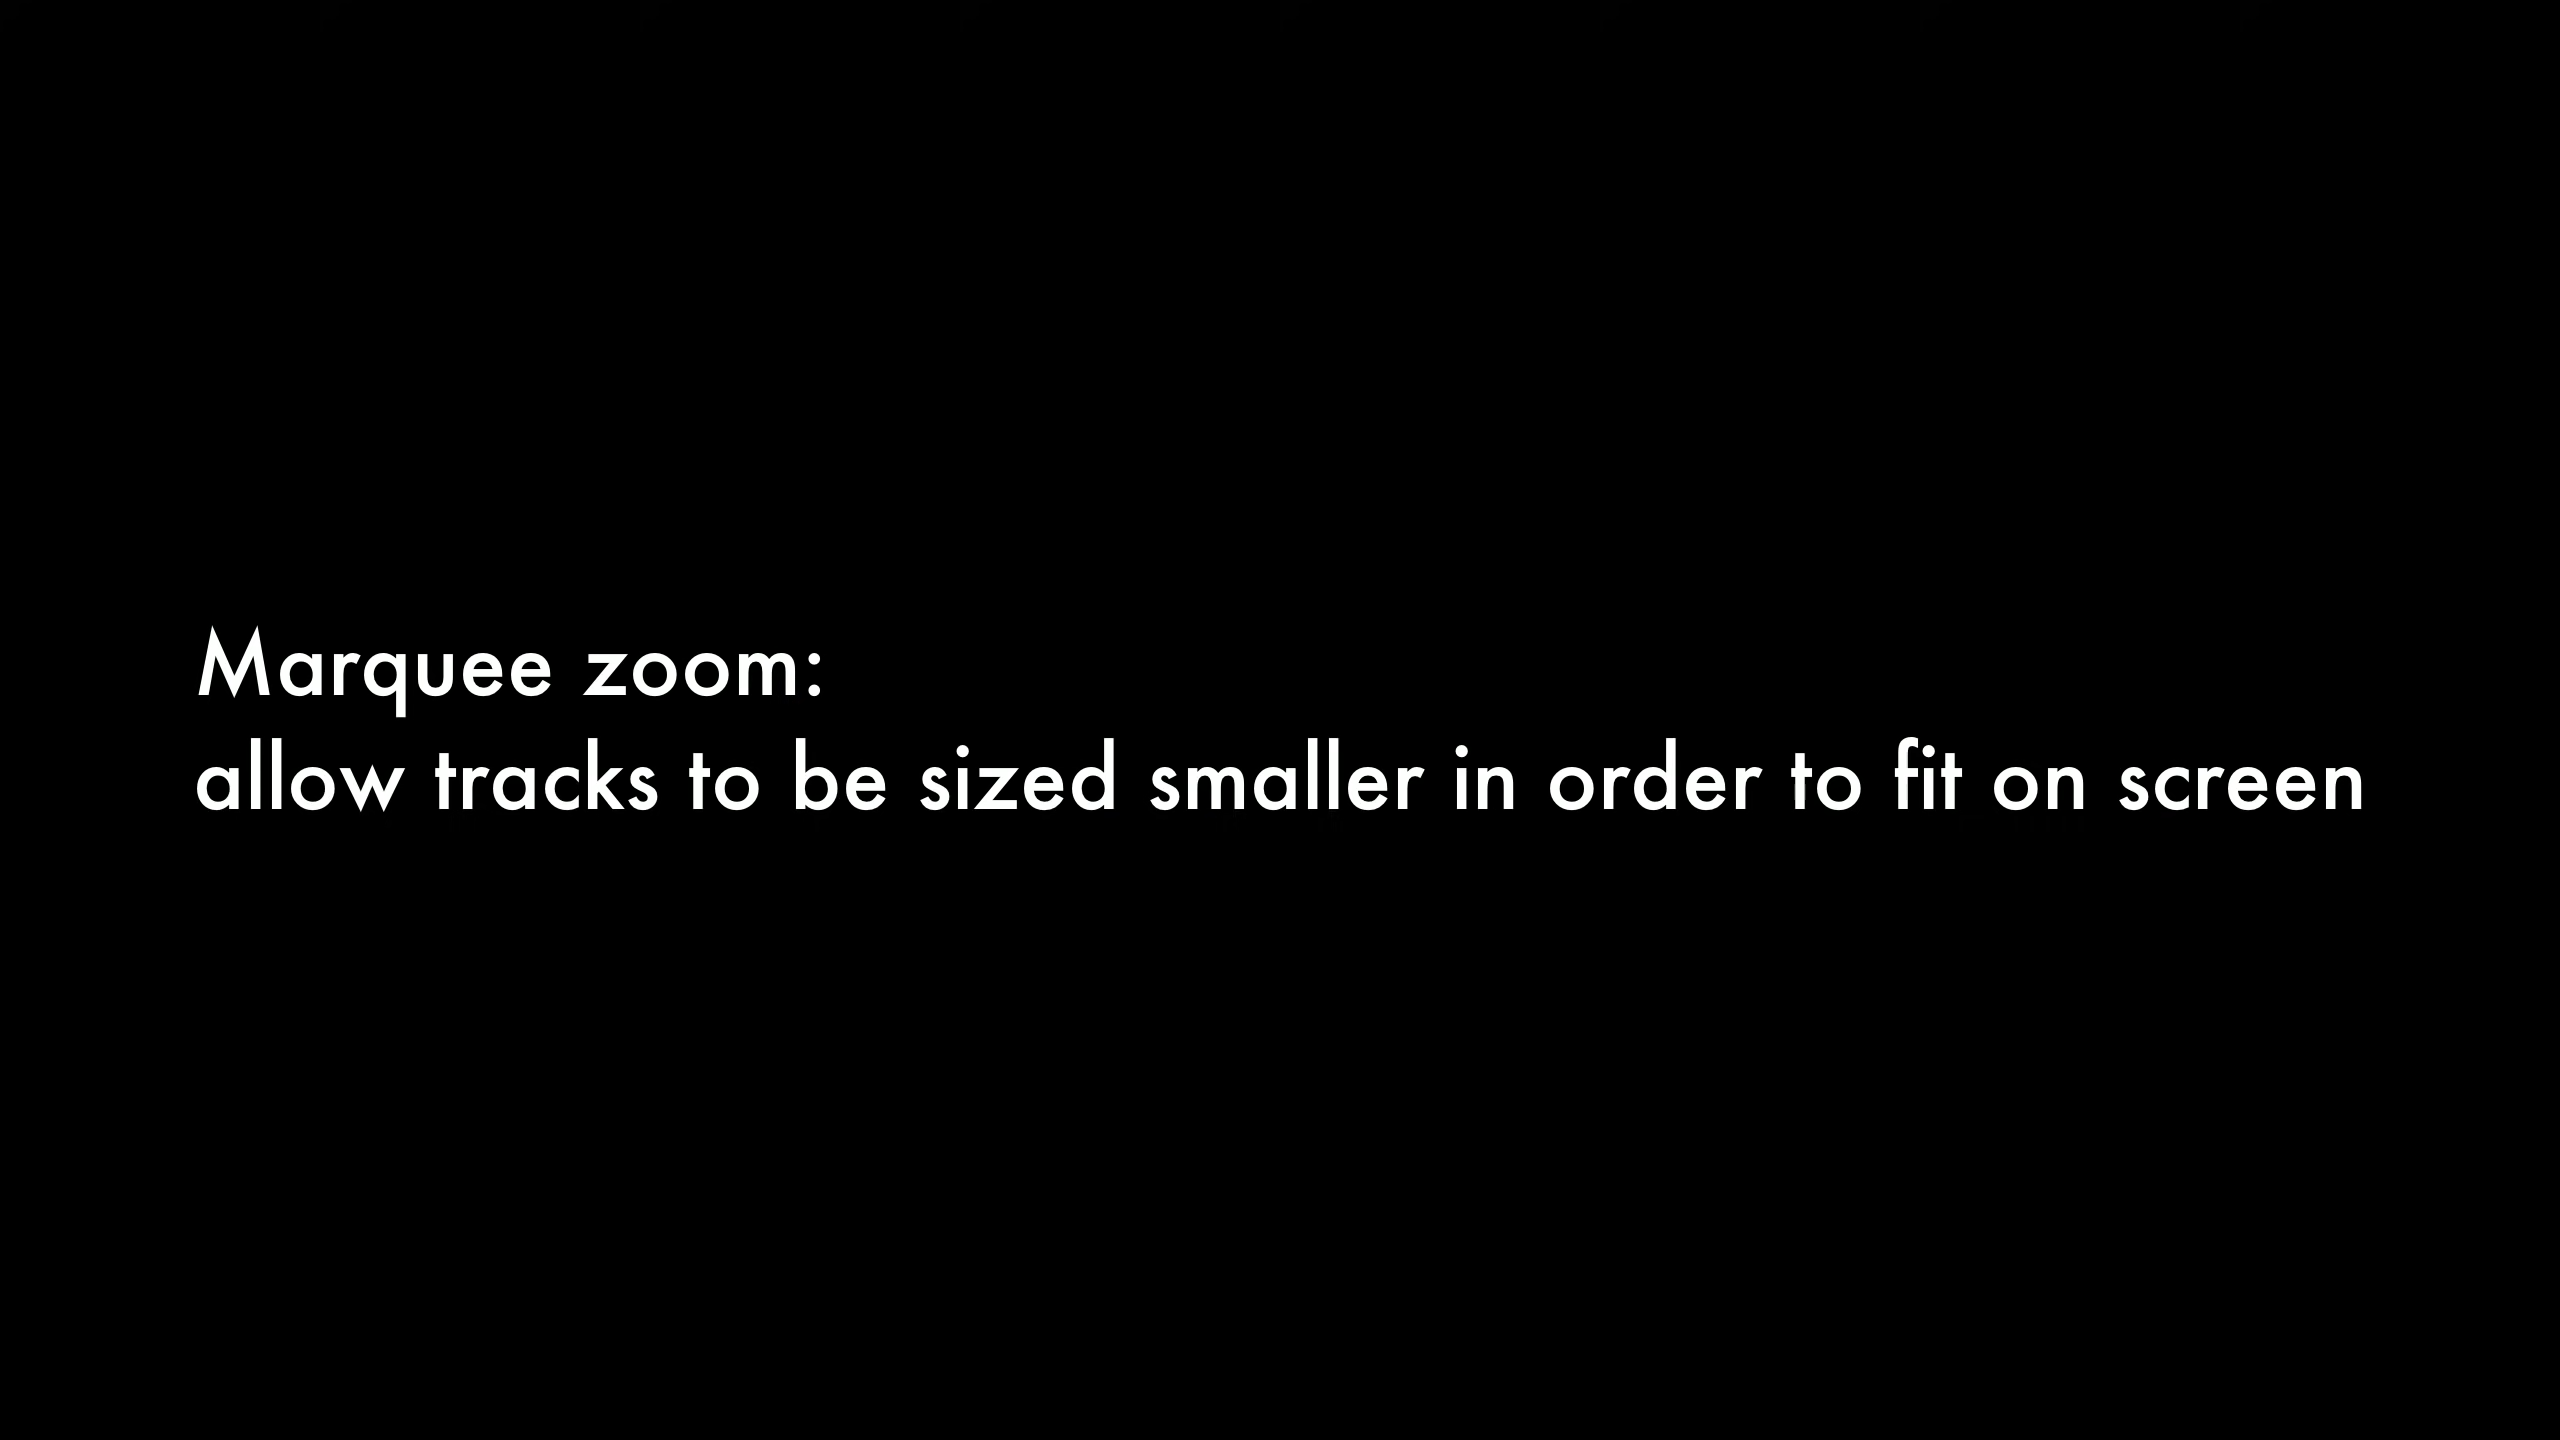 Marquee zoom:
allow tracks to be sized smaller in order to fit on screen